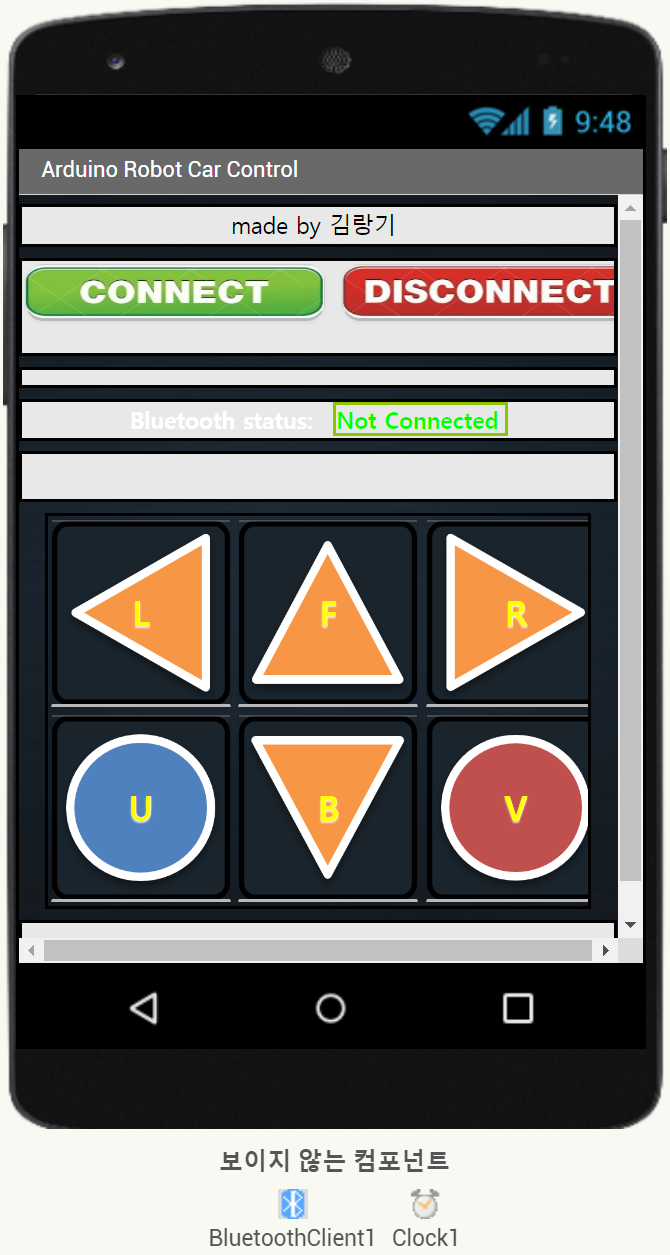 9:48
Arduino Robot Car Control
made by 김랑기
CONNECT DISCONNECT
Bluetooth status: Not Connected
L F R
U B V
보이지 않는 컴포넌트
BluetoothClient1 Clock1